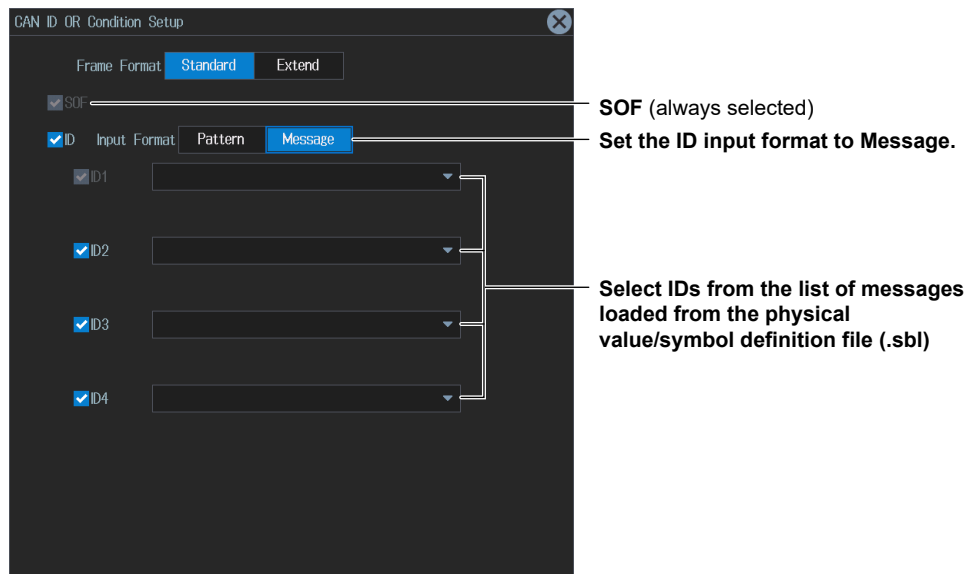 CAN ID OR Condition Setup
Frame Format Standard Extend
SOF
SOF (always selected)
ID Input Format Pattern Message
Set the ID input format to Message.
ID1
ID2
Select IDs from the list of messages
loaded from the physical
value/symbol definition file (.sbl)
ID3
ID4